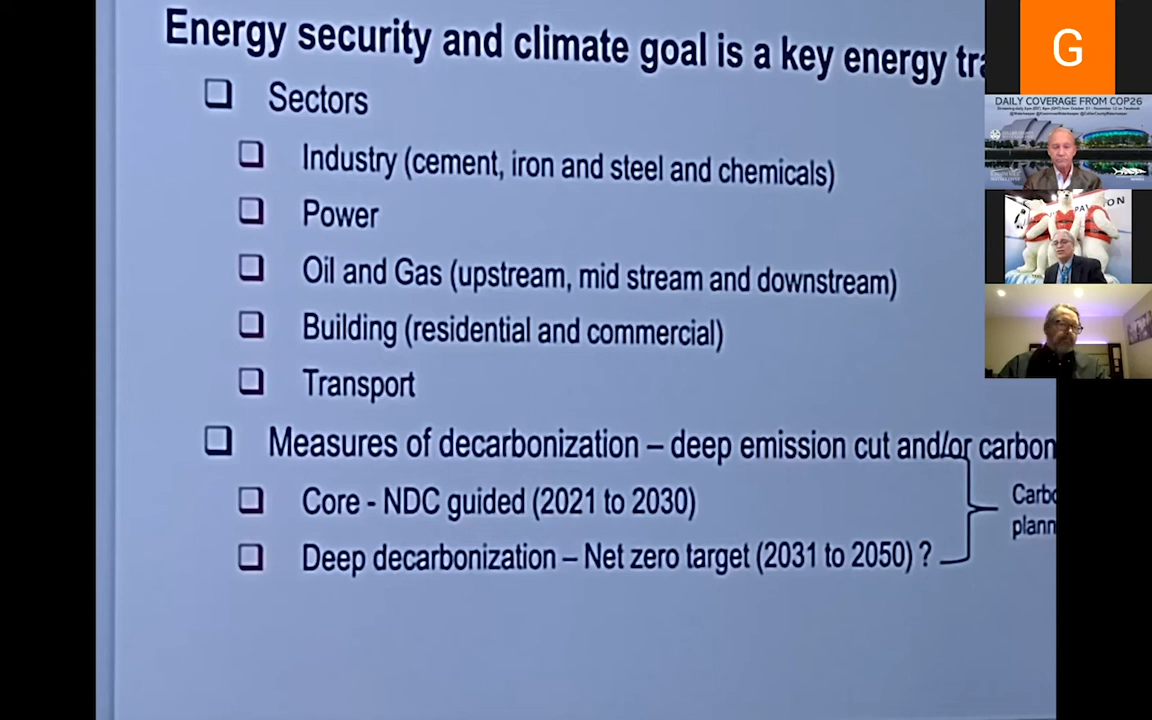 Energy security and climate goal is a key energy
Sectors
Industry (cement, iron and steel and chemicals)
Power
Oil and Gas (upstream, mid stream and downstream)
Building (residential and commercial)
Transport
Measures of decarbonization – deep emission cut and/or carbon
Core - NDC guided (2021 to 2030)
Deep decarbonization – Net zero target (2031 to 2050) ?
G
DAILY COVERAGE FROM COP26